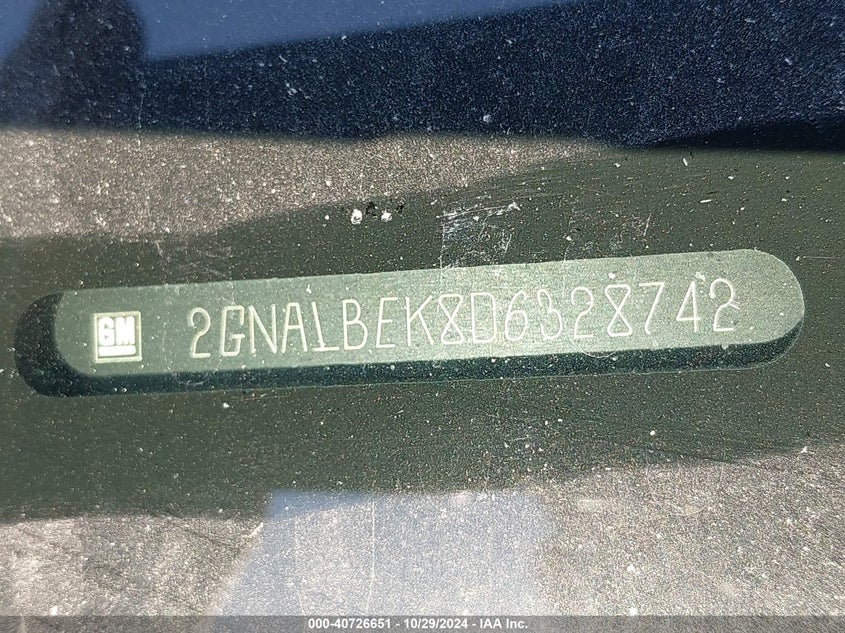 GM 2GNALBEK8D6328742
000-40726651 - 10/29/2024 - IAA Inc.